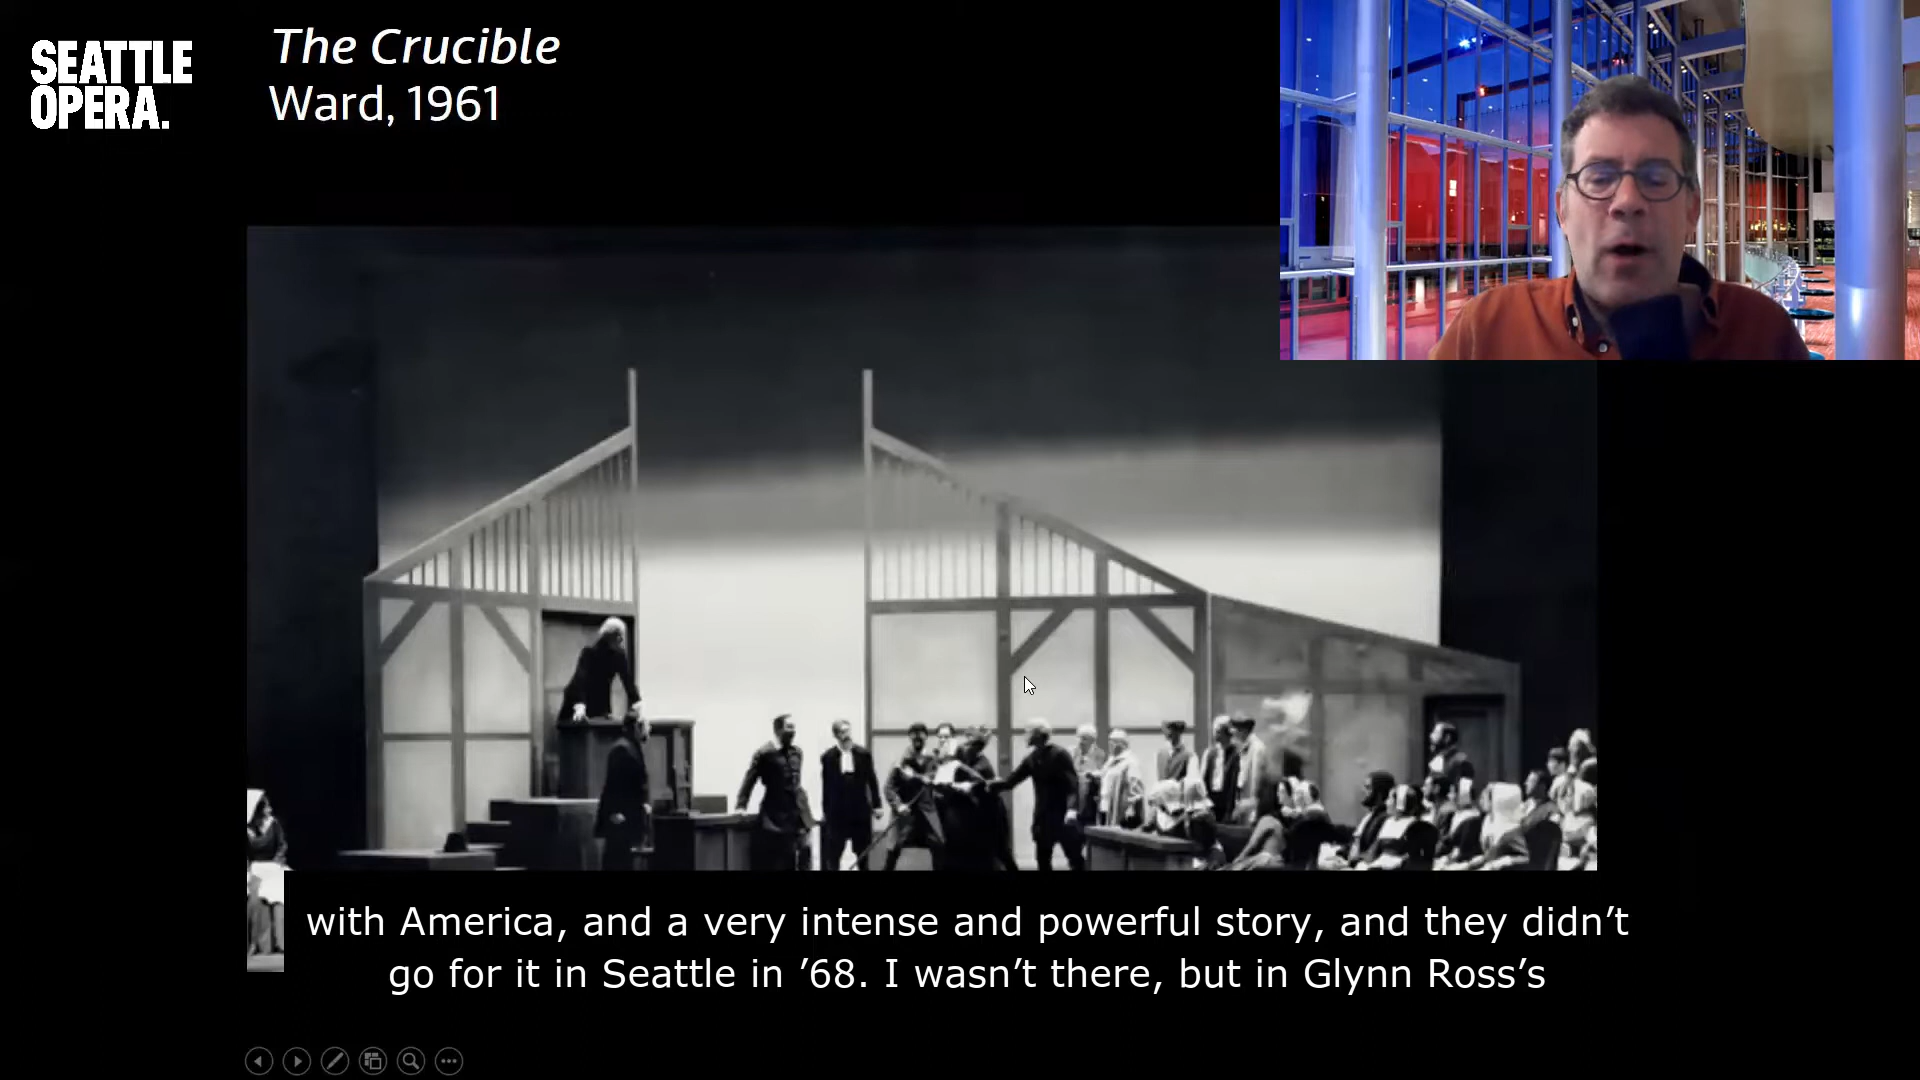 SEATTLE
OPERA.
The Crucible
Ward, 1961
with America, and a very intense and powerful story, and they didn’t
go for it in Seattle in ’68. I wasn’t there, but in Glynn Ross’s